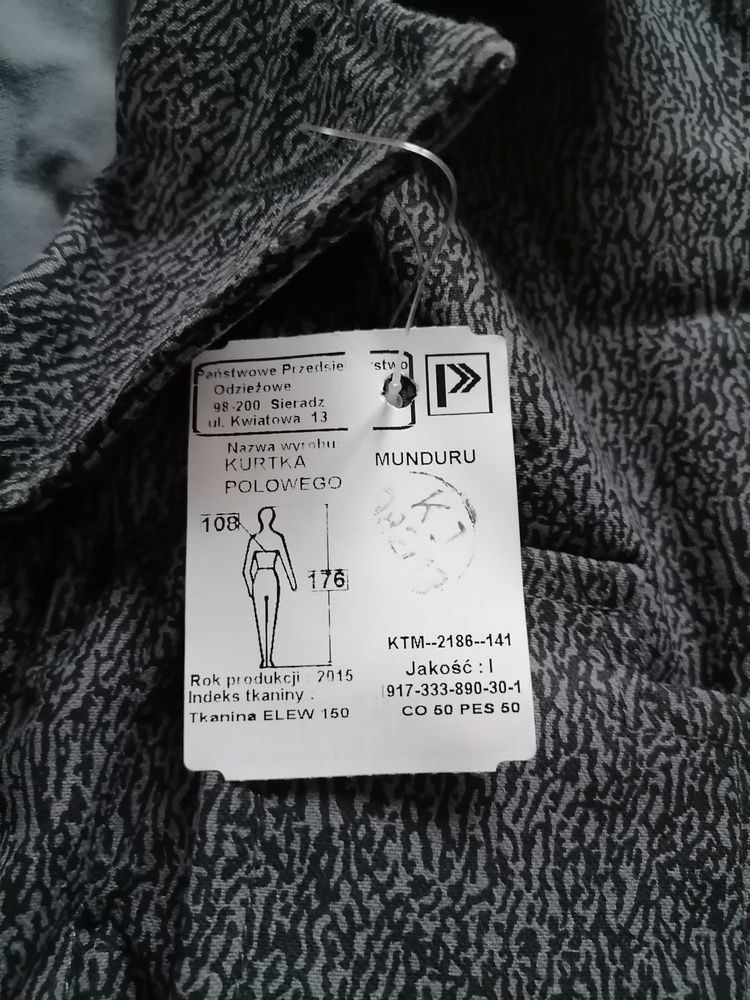 Państwowe Przedsię rstwo
Odzieżowe
98-200 Sieradz
ul. Kwiatowa 13
Nazwa wyrobu:
KURTKA MUNDURU
POLOWEGO
108
176
K.J
KTM--2186--141
Rok produkcji : 2015 Jakość : I
Indeks tkaniny : 917-333-890-30-1
Tkanina ELEW 150 CO 50 PES 50